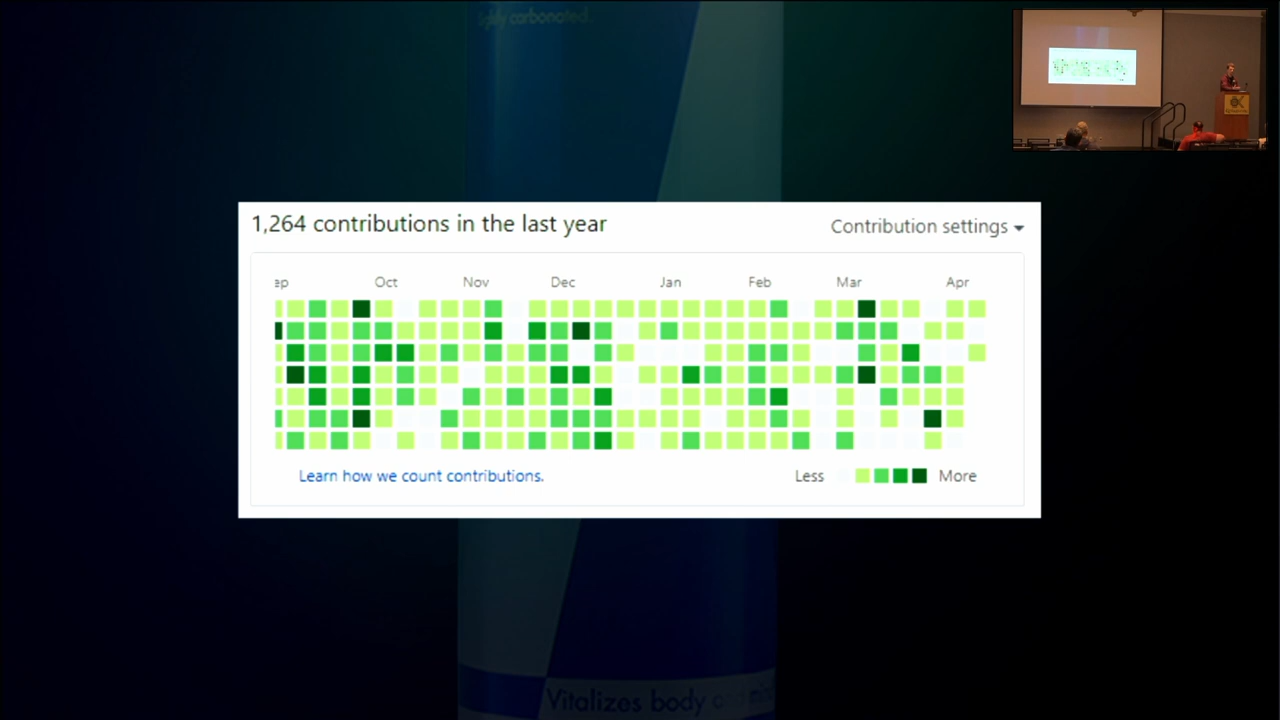 lightly carbonated.
1,264 contributions in the last year
Contribution settings
ep
Oct
Nov
Dec
Jan
Feb
Mar
Apr
Learn how we count contributions.
Less
More
Vitalizes body